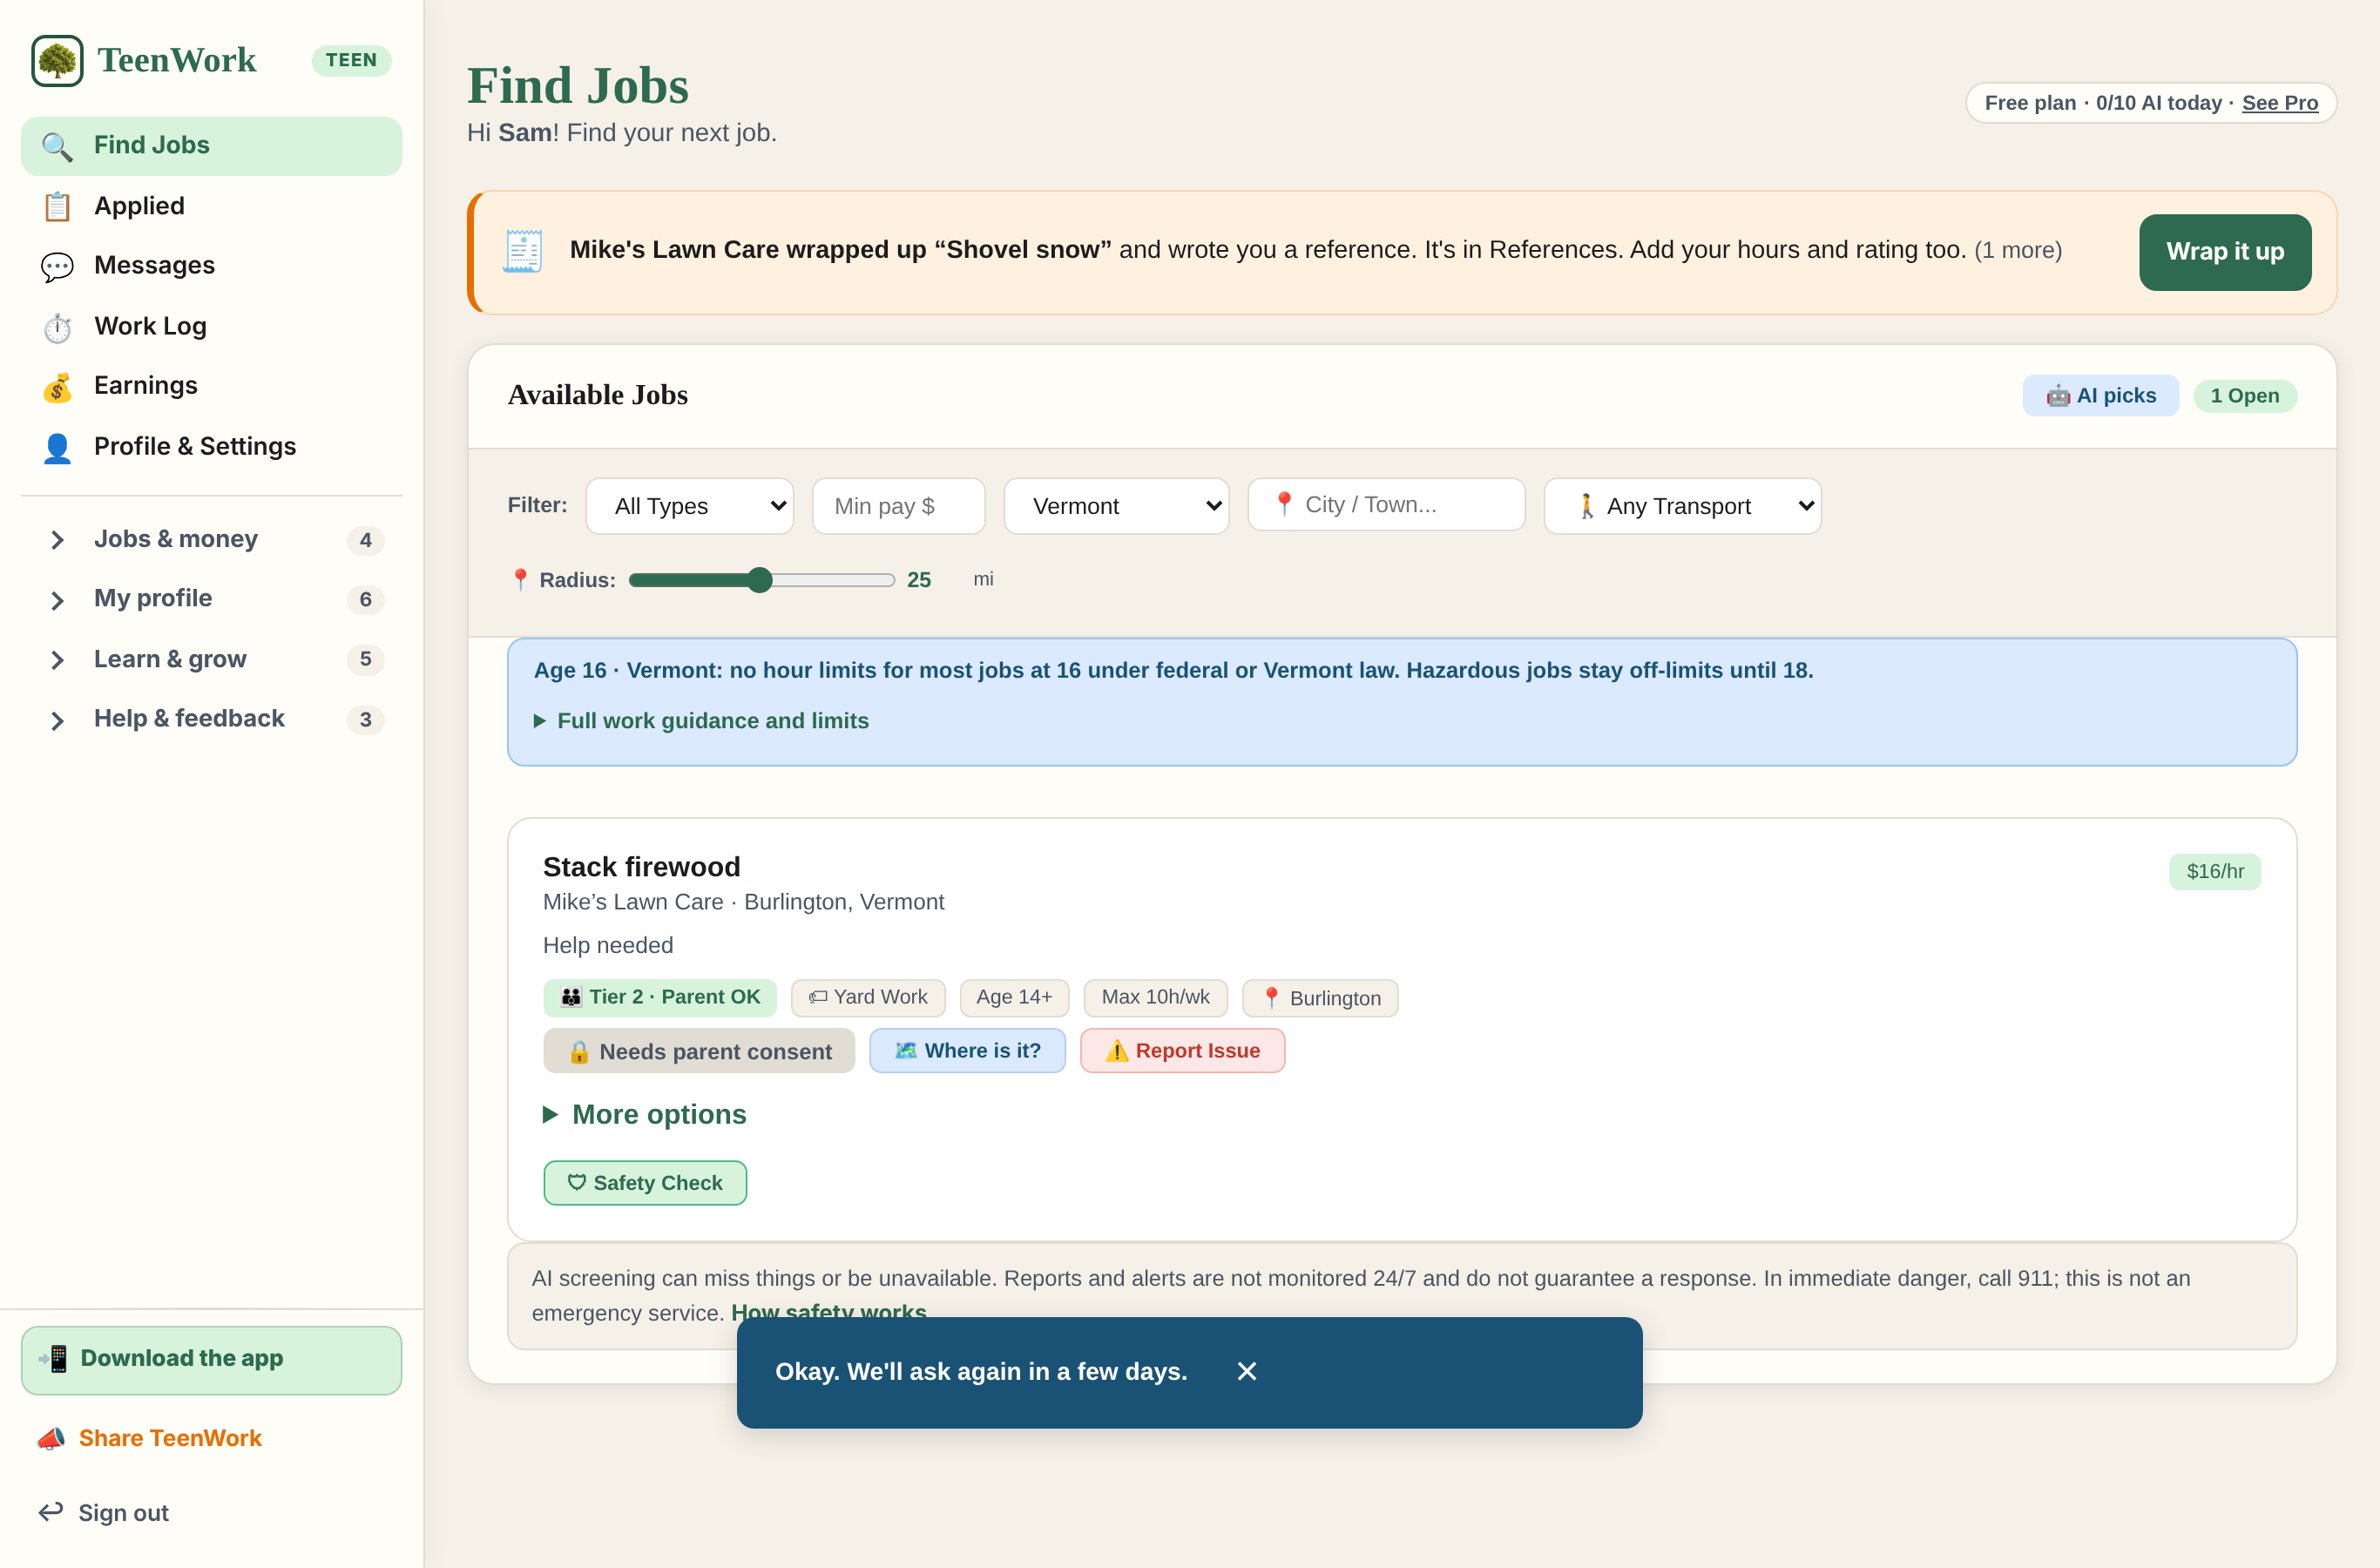 TeenWork
TEEN
Find Jobs
Applied
Messages
Work Log
Earnings
Profile & Settings
Jobs & money 4
My profile 6
Learn & grow 5
Help & feedback 3
Download the app
Share TeenWork
Sign out
Find Jobs
Hi Sam! Find your next job.
Free plan · 0/10 AI today · See Pro
Mike's Lawn Care wrapped up “Shovel snow” and wrote you a reference. It's in References. Add your hours and rating too. (1 more)
Wrap it up
Available Jobs
AI picks
1 Open
Filter: All Types Min pay $ Vermont City / Town... Any Transport
Radius: 25 mi
Age 16 · Vermont: no hour limits for most jobs at 16 under federal or Vermont law. Hazardous jobs stay off-limits until 18.
Full work guidance and limits
Stack firewood
$16/hr
Mike’s Lawn Care · Burlington, Vermont
Help needed
Tier 2 · Parent OK Yard Work Age 14+ Max 10h/wk Burlington
Needs parent consent Where is it? Report Issue
More options
Safety Check
AI screening can miss things or be unavailable. Reports and alerts are not monitored 24/7 and do not guarantee a response. In immediate danger, call 911; this is not an
emergency service. How safety works
Okay. We'll ask again in a few days.